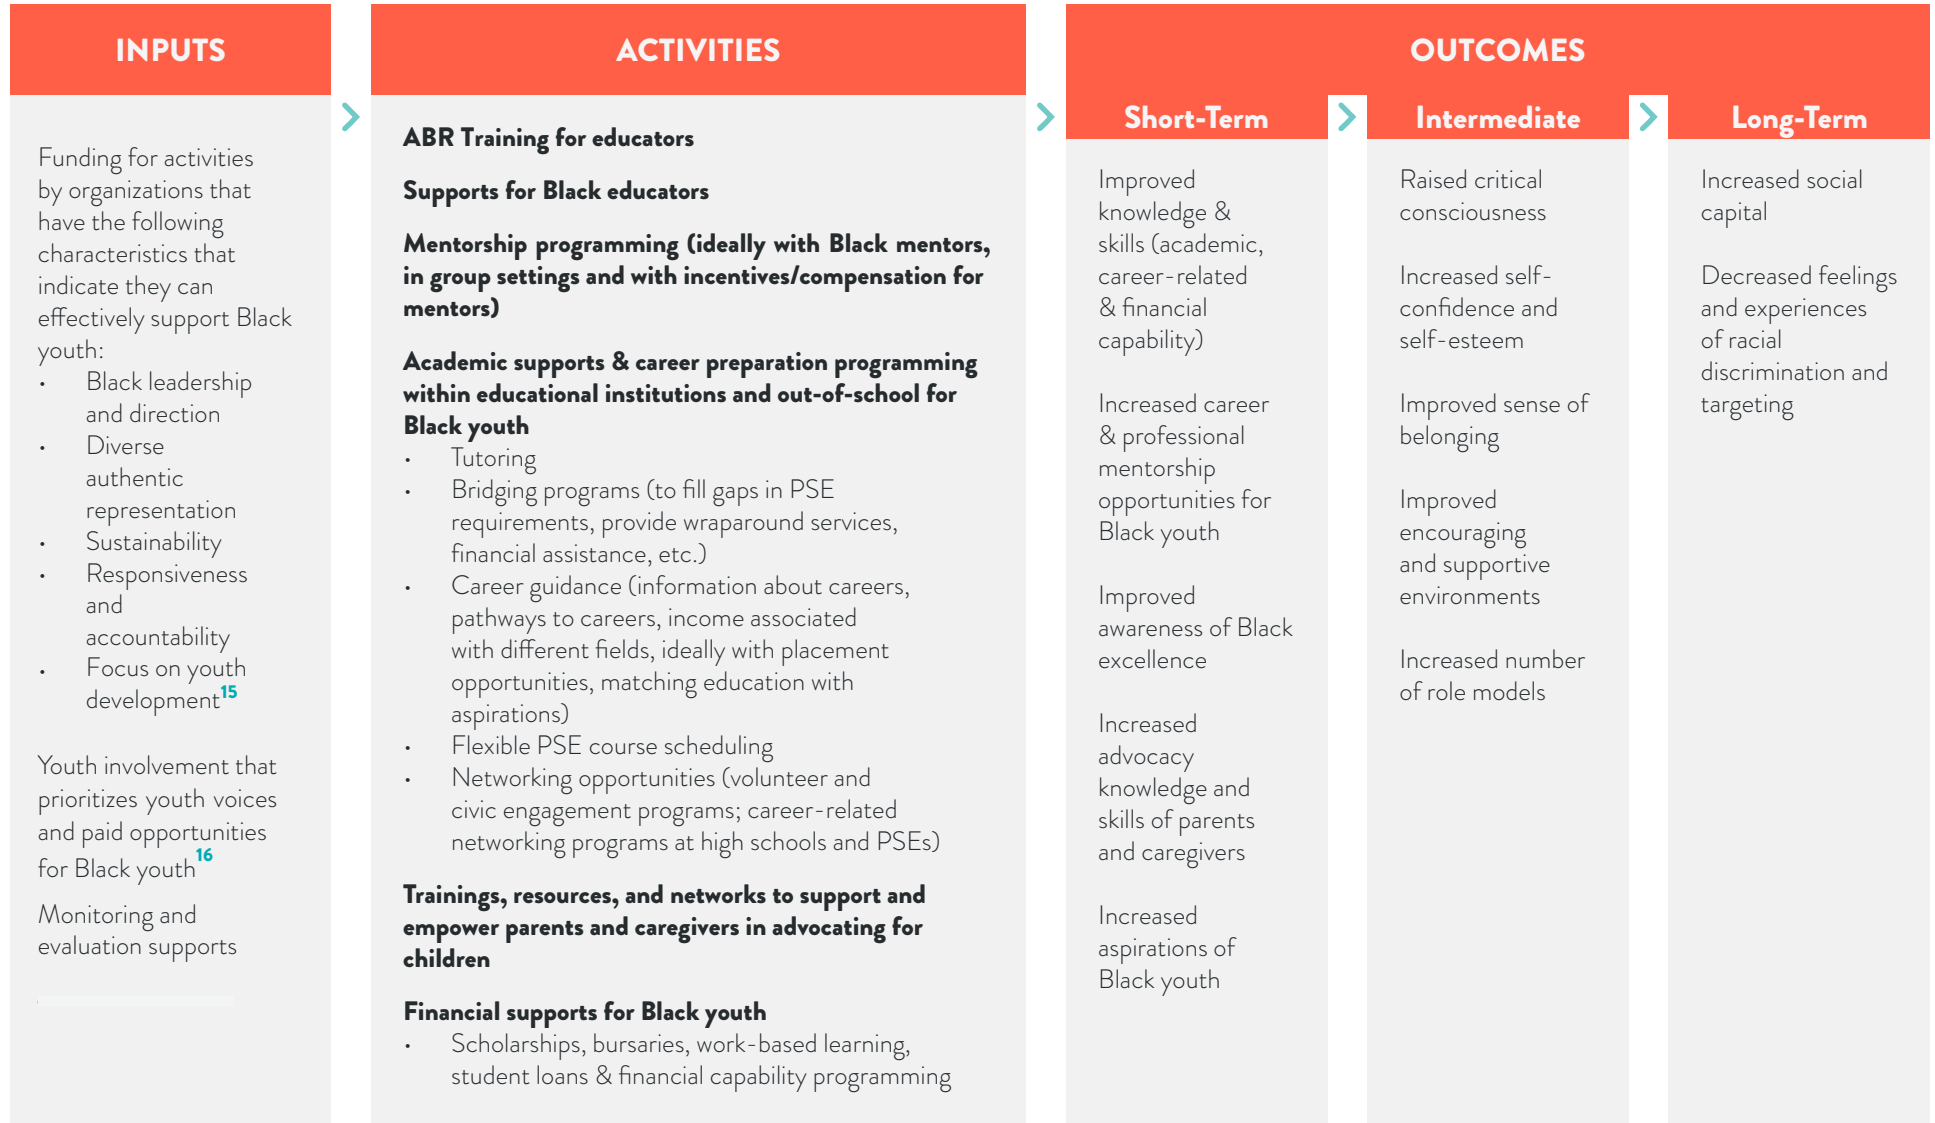 INPUTS
Funding for activities
by organizations that
have the following
characteristics that
indicate they can
effectively support Black
youth:
• Black leadership
and direction
• Diverse
authentic
representation
• Sustainability
• Responsiveness
and
accountability
• Focus on youth
development15
Youth involvement that
prioritizes youth voices
and paid opportunities
for Black youth16
Monitoring and
evaluation supports
ACTIVITIES
ABR Training for educators
Supports for Black educators
Mentorship programming (ideally with Black mentors,
in group settings and with incentives/compensation for
mentors)
Academic supports & career preparation programming
within educational institutions and out-of-school for
Black youth
• Tutoring
• Bridging programs (to fill gaps in PSE
requirements, provide wraparound services,
financial assistance, etc.)
• Career guidance (information about careers,
pathways to careers, income associated
with different fields, ideally with placement
opportunities, matching education with
aspirations)
• Flexible PSE course scheduling
• Networking opportunities (volunteer and
civic engagement programs; career-related
networking programs at high schools and PSEs)
Trainings, resources, and networks to support and
empower parents and caregivers in advocating for
children
Financial supports for Black youth
• Scholarships, bursaries, work-based learning,
student loans & financial capability programming
OUTCOMES
Short-Term
Improved
knowledge &
skills (academic,
career-related
& financial
capability)
Increased career
& professional
mentorship
opportunities for
Black youth
Improved
awareness of Black
excellence
Increased
advocacy
knowledge and
skills of parents
and caregivers
Increased
aspirations of
Black youth
Intermediate
Raised critical
consciousness
Increased self-
confidence and
self-esteem
Improved sense of
belonging
Improved
encouraging
and supportive
environments
Increased number
of role models
Long-Term
Increased social
capital
Decreased feelings
and experiences
of racial
discrimination and
targeting